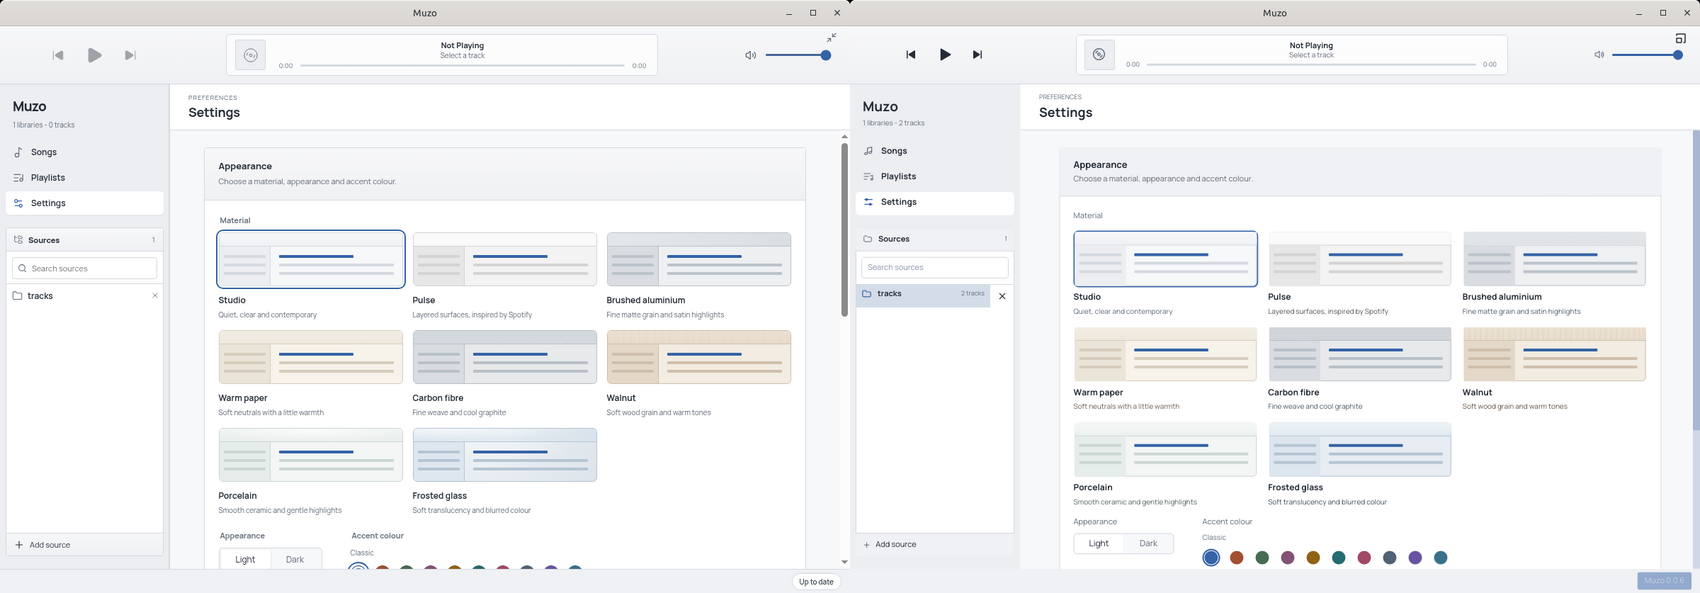 Muzo
Not Playing
Select a track
0:00
0:00
Muzo
1 libraries - 0 tracks
Songs
Playlists
Settings
Sources
1
Search sources
tracks
Add source
PREFERENCES
Settings
Appearance
Choose a material, appearance and accent colour.
Material
Studio
Quiet, clear and contemporary
Pulse
Layered surfaces, inspired by Spotify
Brushed aluminium
Fine matte grain and satin highlights
Warm paper
Soft neutrals with a little warmth
Carbon fibre
Fine weave and cool graphite
Walnut
Soft wood grain and warm tones
Porcelain
Smooth ceramic and gentle highlights
Frosted glass
Soft translucency and blurred colour
Appearance
Light
Dark
Accent colour
Classic
Up to date
Muzo
Not Playing
Select a track
0:00
0:00
Muzo
1 libraries - 2 tracks
Songs
Playlists
Settings
Sources
1
Search sources
tracks
2 tracks
Add source
PREFERENCES
Settings
Appearance
Choose a material, appearance and accent colour.
Material
Studio
Quiet, clear and contemporary
Pulse
Layered surfaces, inspired by Spotify
Brushed aluminium
Fine matte grain and satin highlights
Warm paper
Soft neutrals with a little warmth
Carbon fibre
Fine weave and cool graphite
Walnut
Soft wood grain and warm tones
Porcelain
Smooth ceramic and gentle highlights
Frosted glass
Soft translucency and blurred colour
Appearance
Light
Dark
Accent colour
Classic
Muzo 0.0.6